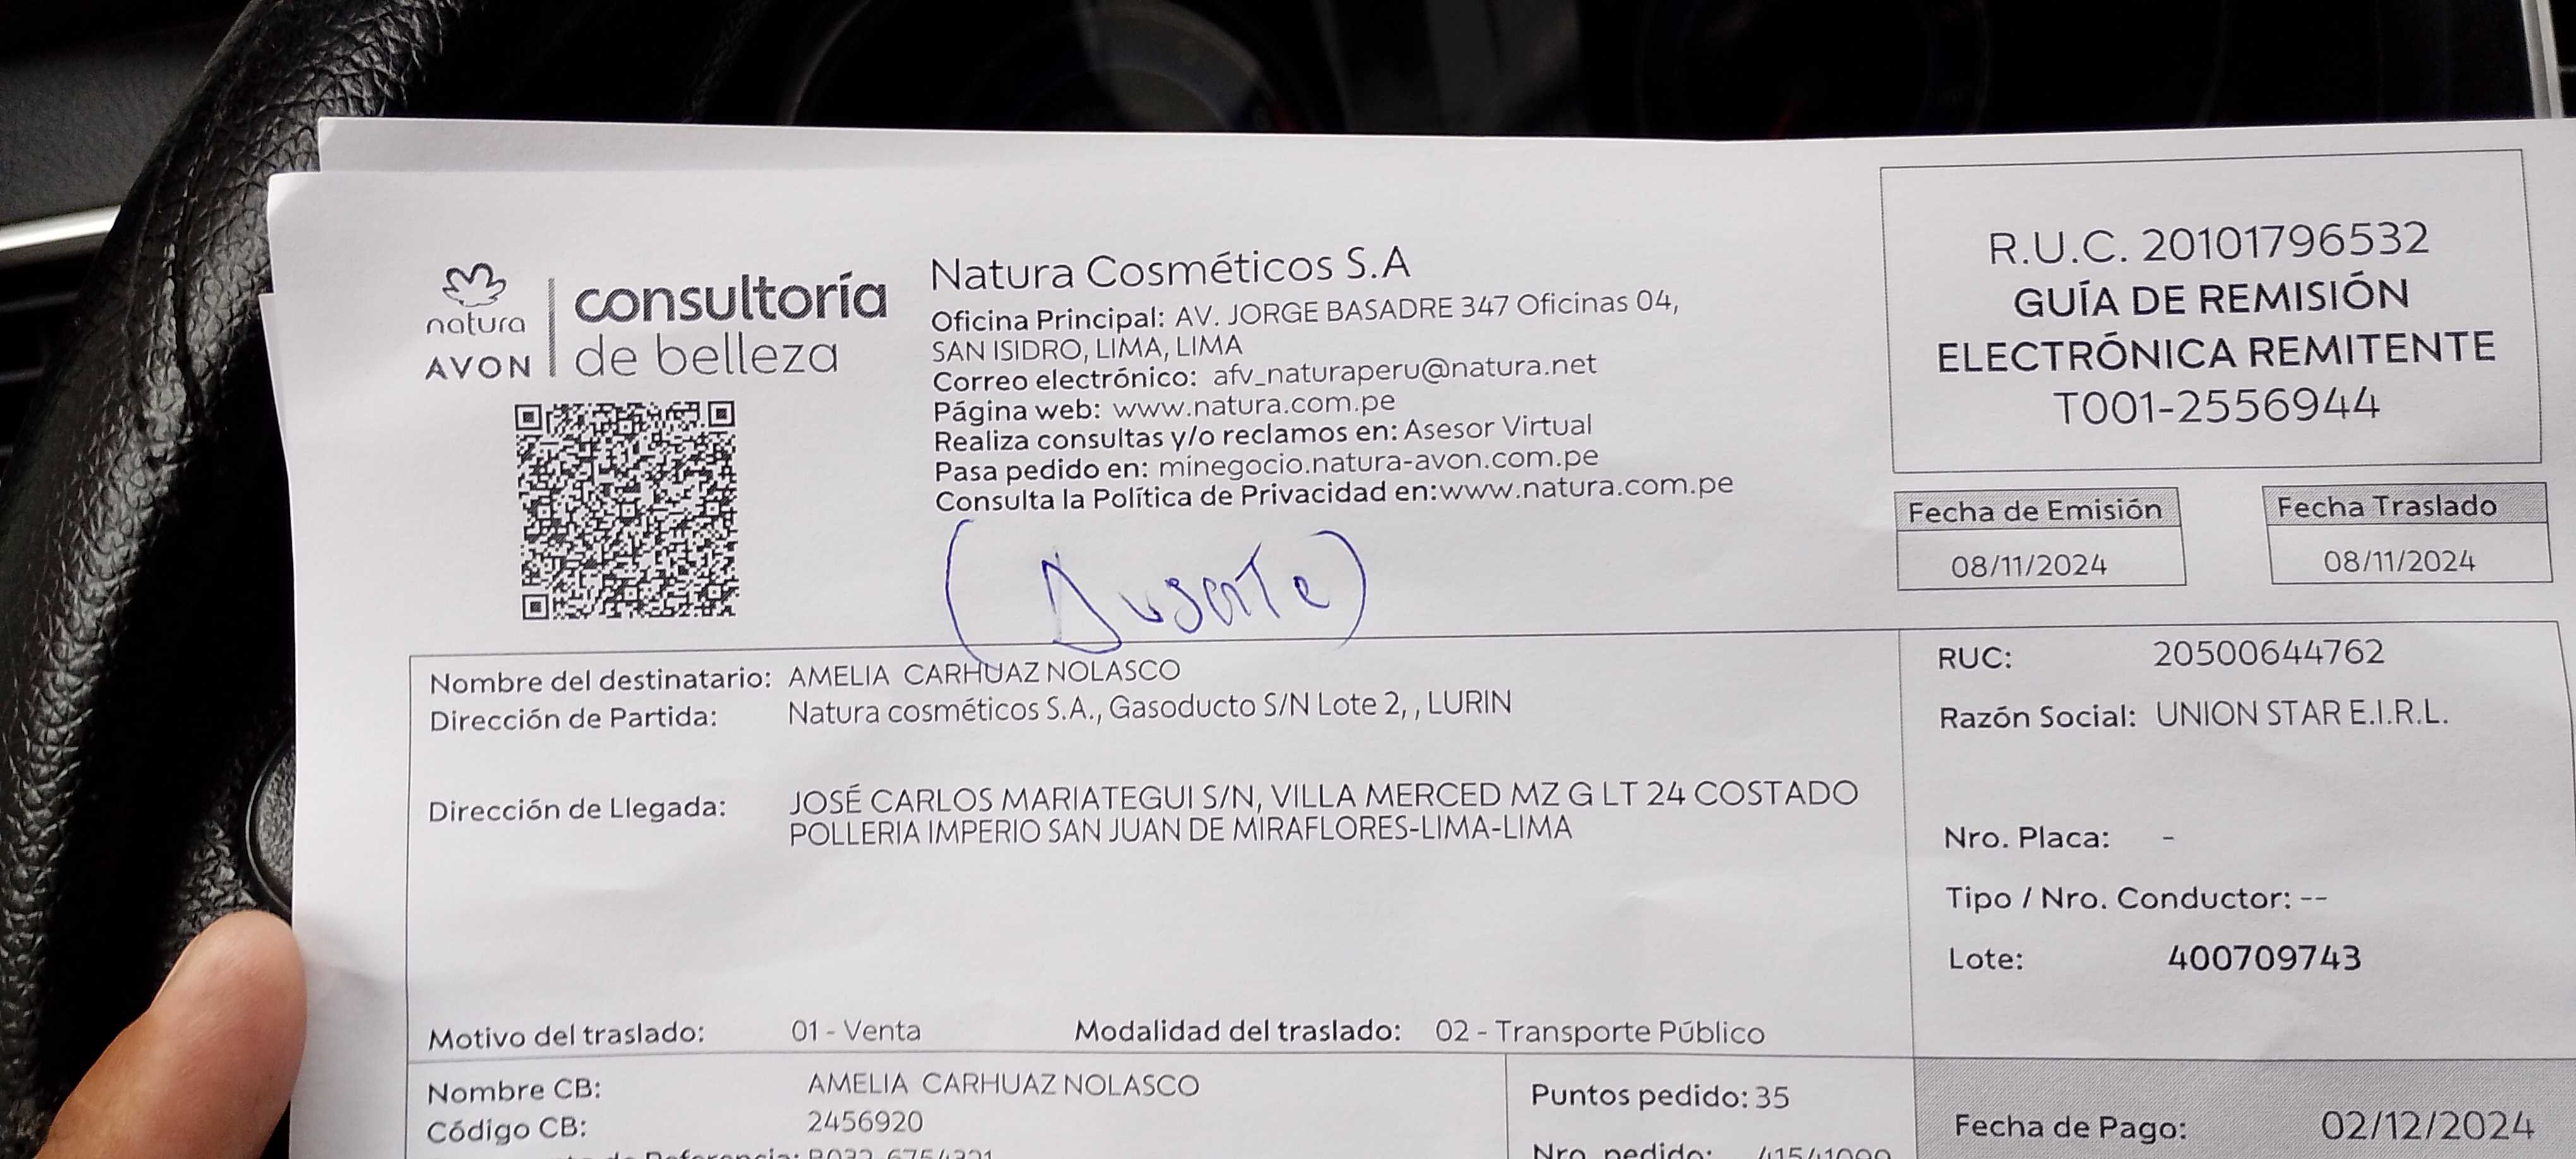 natura
AVON
consultoría
de belleza
Natura Cosméticos S.A
Oficina Principal: AV. JORGE BASADRE 347 Oficinas 04,
SAN ISIDRO, LIMA, LIMA
Correo electrónico: afv_naturaperu@natura.net
Página web: www.natura.com.pe
Realiza consultas y/o reclamos en: Asesor Virtual
Pasa pedido en: minegocio.natura-avon.com.pe
Consulta la Política de Privacidad en:www.natura.com.pe
R.U.C. 20101796532
GUÍA DE REMISIÓN
ELECTRÓNICA REMITENTE
T001-2556944
Fecha de Emisión
08/11/2024
Fecha Traslado
08/11/2024
(Ausente)
Nombre del destinatario: AMELIA CARHUAZ NOLASCO
Dirección de Partida: Natura cosméticos S.A., Gasoducto S/N Lote 2, , LURIN
Dirección de Llegada: JOSÉ CARLOS MARIATEGUI S/N, VILLA MERCED MZ G LT 24 COSTADO
POLLERIA IMPERIO SAN JUAN DE MIRAFLORES-LIMA-LIMA
Motivo del traslado: 01 - Venta Modalidad del traslado: 02 - Transporte Público
RUC: 20500644762
Razón Social: UNION STAR E.I.R.L.
Nro. Placa: -
Tipo / Nro. Conductor: --
Lote: 400709743
Nombre CB: AMELIA CARHUAZ NOLASCO
Código CB: 2456920
Puntos pedido: 35
Nro. pedido:
Fecha de Pago: 02/12/2024